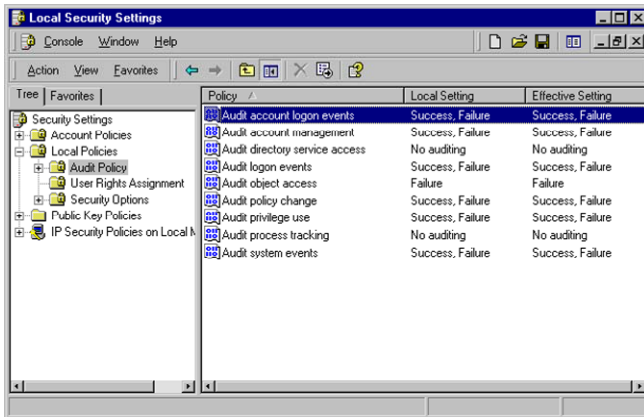 Local Security Settings
Console Window Help
Action View Favorites
Tree Favorites
Policy Local Setting Effective Setting
Security Settings
Account Policies
Local Policies
Audit Policy
User Rights Assignment
Security Options
Public Key Policies
IP Security Policies on Local M
Audit account logon events Success, Failure Success, Failure
Audit account management Success, Failure Success, Failure
Audit directory service access No auditing No auditing
Audit logon events Success, Failure Success, Failure
Audit object access Failure Failure
Audit policy change Success, Failure Success, Failure
Audit privilege use Success, Failure Success, Failure
Audit process tracking No auditing No auditing
Audit system events Success, Failure Success, Failure